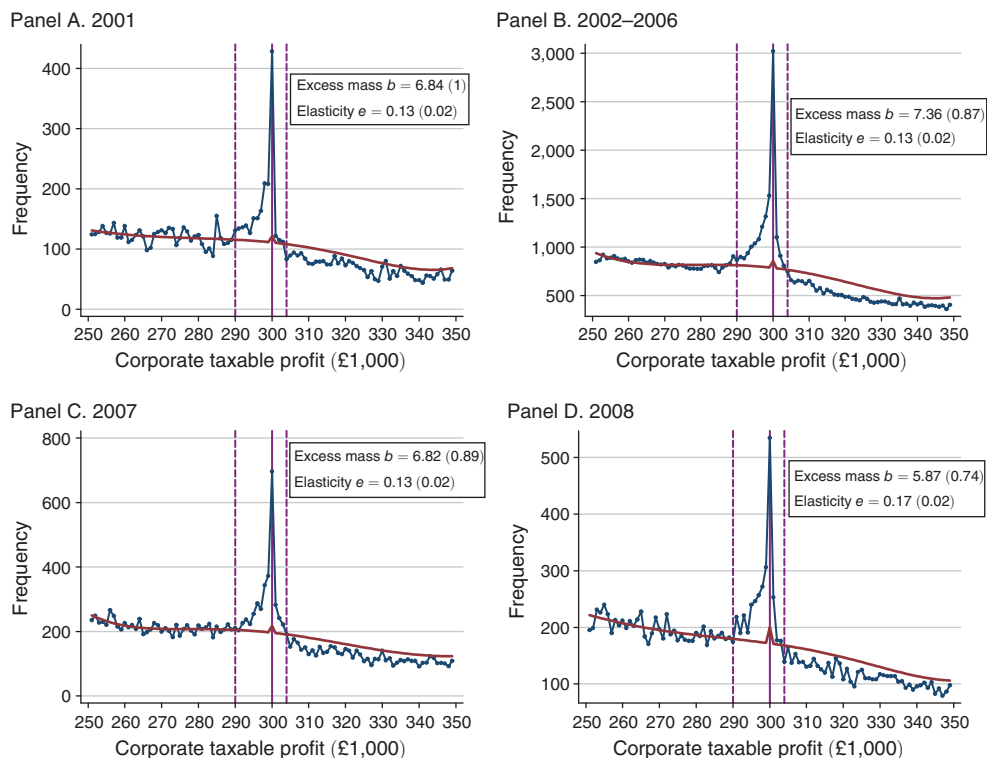 Panel A. 2001
400
300
200
100
0
Frequency
250 260 270 280 290 300 310 320 330 340 350
Corporate taxable profit (£1,000)
Excess mass b = 6.84 (1)
Elasticity e = 0.13 (0.02)
Panel B. 2002–2006
3,000
2,500
2,000
1,500
1,000
500
Frequency
250 260 270 280 290 300 310 320 330 340 350
Corporate taxable profit (£1,000)
Excess mass b = 7.36 (0.87)
Elasticity e = 0.13 (0.02)
Panel C. 2007
800
600
400
200
0
Frequency
250 260 270 280 290 300 310 320 330 340 350
Corporate taxable profit (£1,000)
Excess mass b = 6.82 (0.89)
Elasticity e = 0.13 (0.02)
Panel D. 2008
500
400
300
200
100
Frequency
250 260 270 280 290 300 310 320 330 340 350
Corporate taxable profit (£1,000)
Excess mass b = 5.87 (0.74)
Elasticity e = 0.17 (0.02)